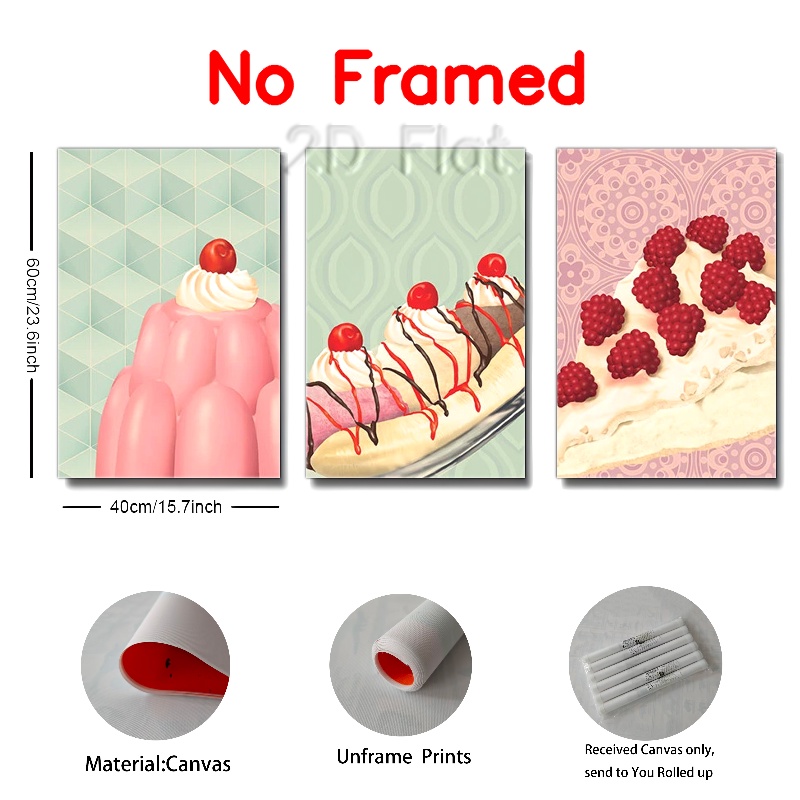 No Framed
2D Flat
60cm/23.6inch
40cm/15.7inch
Material:Canvas
Unframe Prints
Received Canvas only,
send to You Rolled up